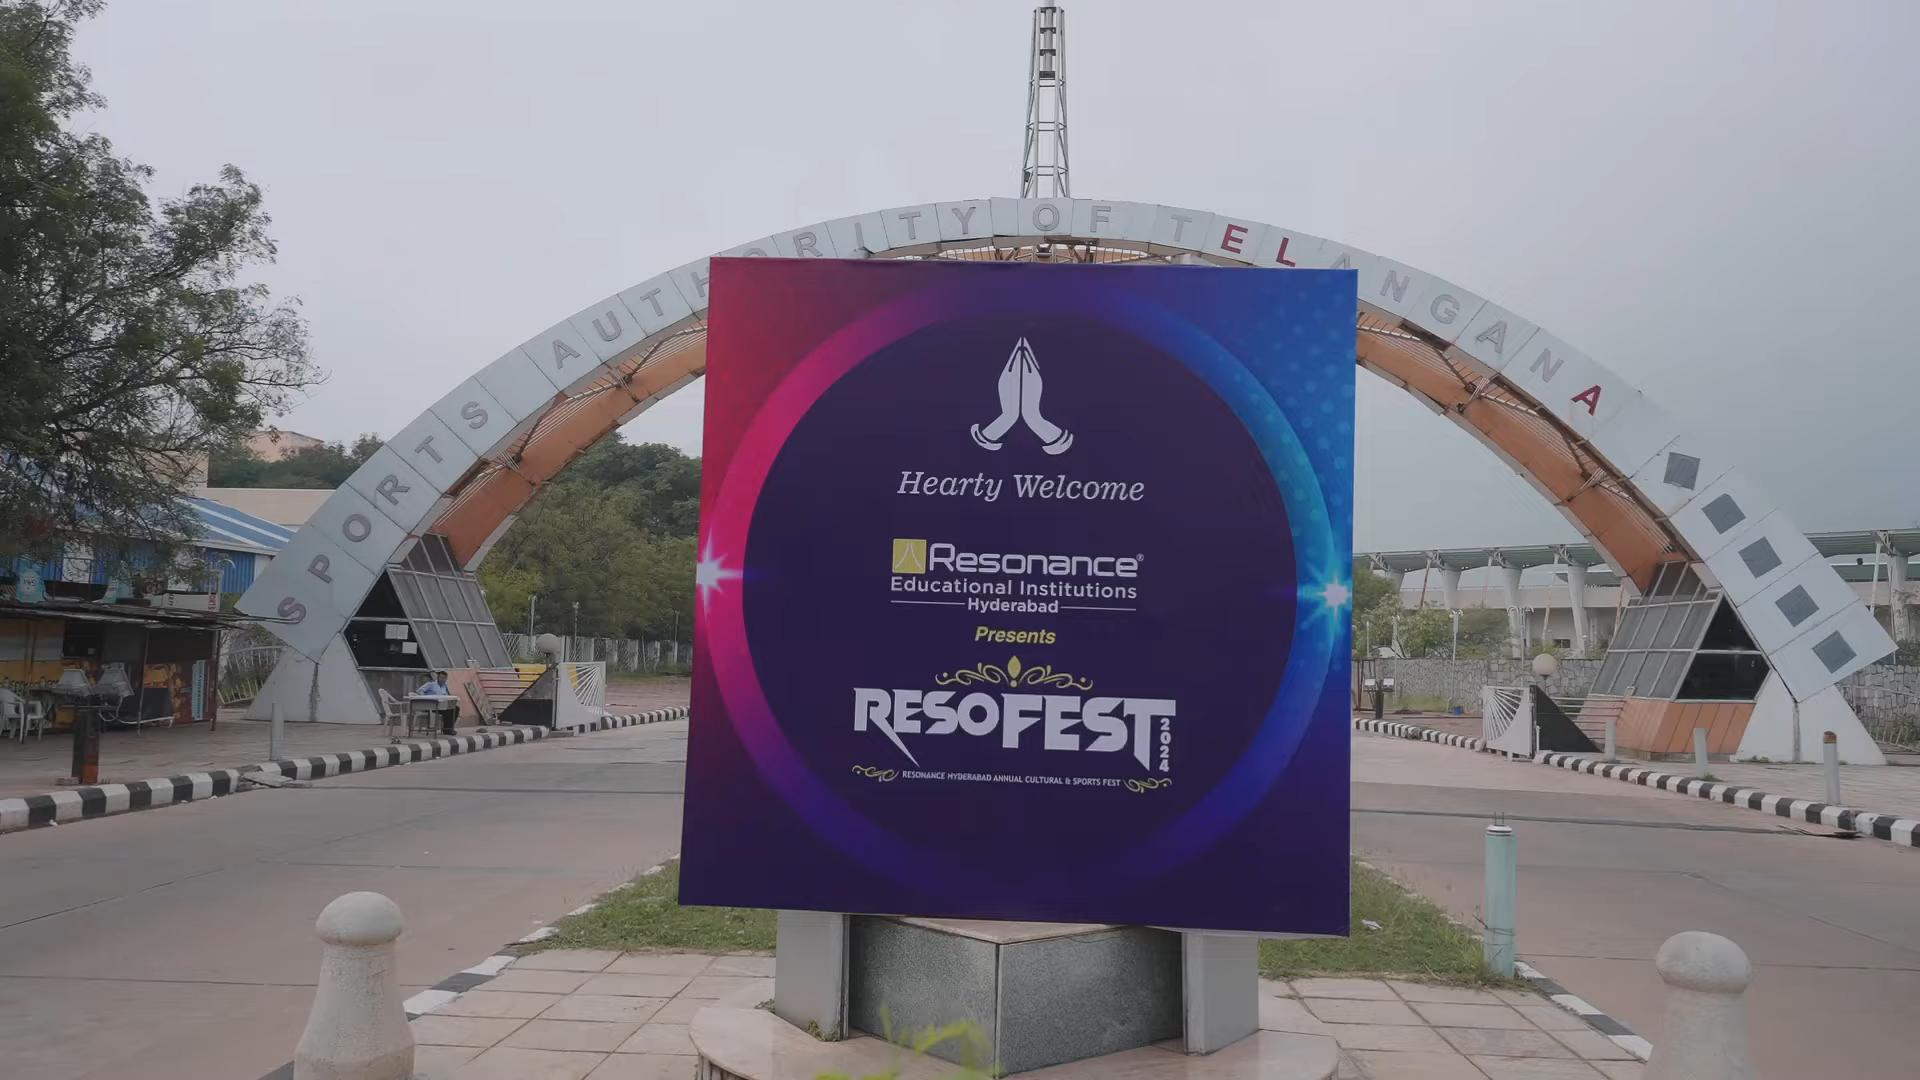 SPORTS AUTHORITY OF TELANGANA
Hearty Welcome
Resonance®
Educational Institutions
Hyderabad
Presents
RESOFEST 2024
RESONANCE HYDERABAD ANNUAL CULTURAL & SPORTS FEST